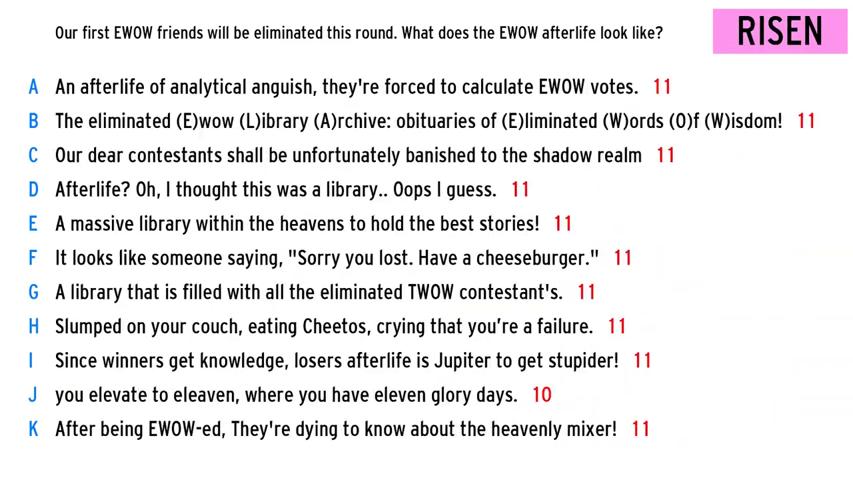 Our first EWOW friends will be eliminated this round. What does the EWOW afterlife look like?
RISEN
A An afterlife of analytical anguish, they're forced to calculate EWOW votes. 11
B The eliminated (E)wow (L)ibrary (A)rchive: obituaries of (E)liminated (W)ords (O)f (W)isdom! 11
C Our dear contestants shall be unfortunately banished to the shadow realm 11
D Afterlife? Oh, I thought this was a library.. Oops I guess. 11
E A massive library within the heavens to hold the best stories! 11
F It looks like someone saying, "Sorry you lost. Have a cheeseburger." 11
G A library that is filled with all the eliminated TWOW contestant's. 11
H Slumped on your couch, eating Cheetos, crying that you're a failure. 11
I Since winners get knowledge, losers afterlife is Jupiter to get stupider! 11
J you elevate to eleaven, where you have eleven glory days. 10
K After being EWOW-ed, They're dying to know about the heavenly mixer! 11